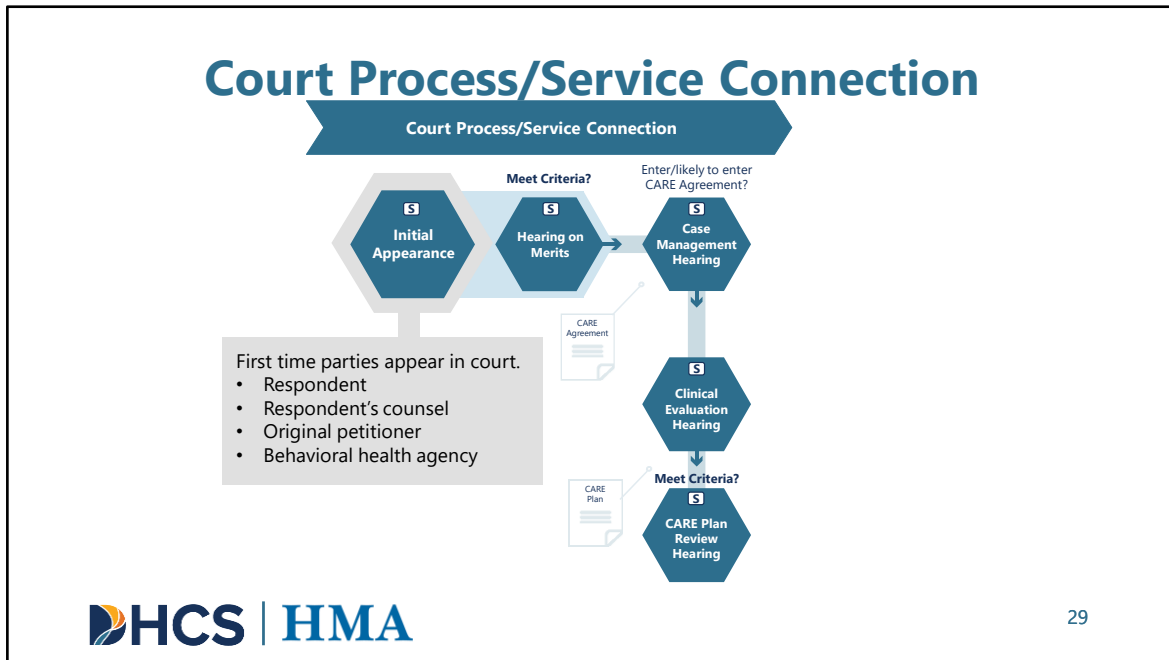 Court Process/Service Connection
Court Process/Service Connection
Meet Criteria?
Enter/likely to enter
CARE Agreement?
S
Initial
Appearance
S
Hearing on
Merits
S
Case
Management
Hearing
CARE
Agreement
First time parties appear in court.
• Respondent
• Respondent's counsel
• Original petitioner
• Behavioral health agency
S
Clinical
Evaluation
Hearing
Meet Criteria?
CARE
Plan
S
CARE Plan
Review
Hearing
DHCS | HMA
29